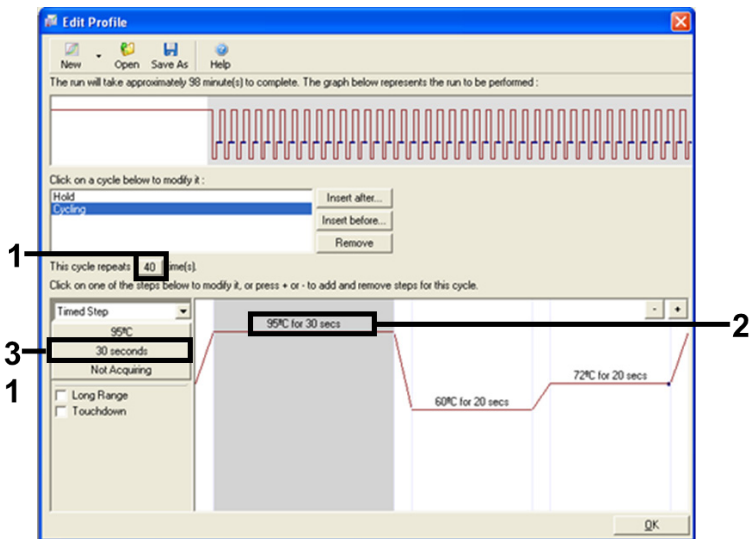 Edit Profile
New Open Save As Help
The run will take approximately 98 minute(s) to complete. The graph below represents the run to be performed :
Click on a cycle below to modify it :
Hold
Cycling
Insert after...
Insert before...
Remove
1
This cycle repeats 40 time(s).
Click on one of the steps below to modify it, or press + or - to add and remove steps for this cycle.
Timed Step
- +
95ºC
30 seconds
Not Acquiring
3
1
Long Range
Touchdown
95ºC for 30 secs
2
60ºC for 20 secs
72ºC for 20 secs
OK